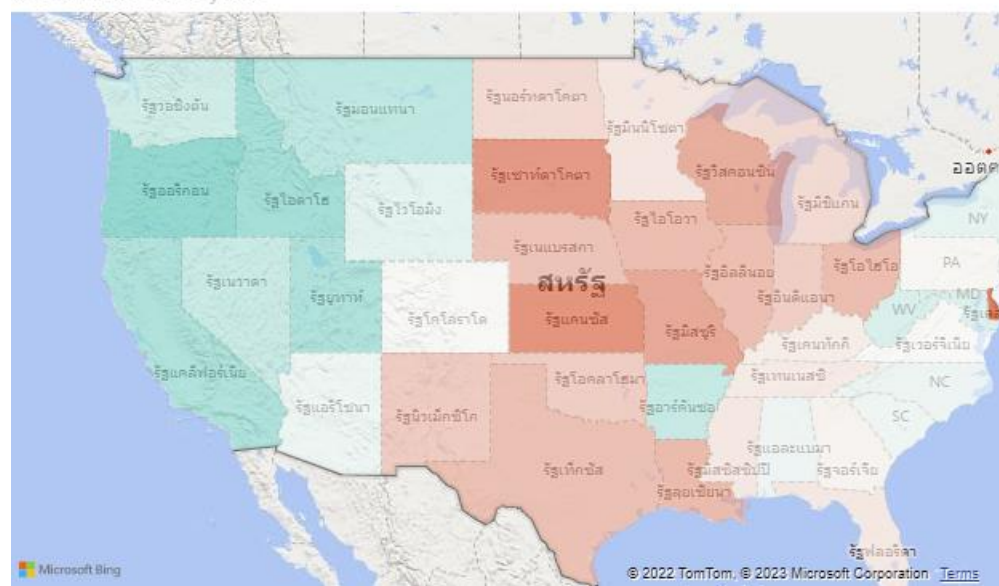 รัฐวอชิงตัน
รัฐมอนแทนา
รัฐนอร์ทดาโคตา
รัฐมินนิโซตา
รัฐออริกอน
รัฐไอดาโฮ
รัฐไวโอมิง
รัฐเซาท์ดาโคตา
รัฐวิสคอนซิน
รัฐมิชิแกน
NY
รัฐไอโอวา
รัฐเนแบรสกา
รัฐเนวาดา
รัฐยูทาห์
รัฐโคโลราโด
สหรัฐ
รัฐแคนซัส
รัฐมิสซูรี
รัฐอิลลินอย
รัฐอินดีแอนา
รัฐโอไฮโอ
PA
MD
WV
รัฐเคนทักกี
รัฐเวอร์จิเนีย
รัฐแคลิฟอร์เนีย
รัฐแอริโซนา
รัฐนิวเม็กซิโก
รัฐโอคลาโฮมา
รัฐเทนเนสซี
NC
รัฐอาร์คันซอ
SC
รัฐเท็กซัส
รัฐมิสซิสซิปปี
รัฐแอละแบมา
รัฐจอร์เจีย
รัฐลุยเซียนา
รัฐฟลอริดา
Microsoft Bing
© 2022 TomTom, © 2023 Microsoft Corporation Terms